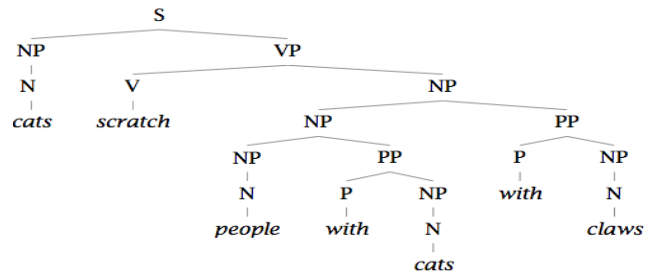 S
NP VP
N V NP
cats scratch NP PP
NP PP P NP
N P NP with N
people with N claws
cats